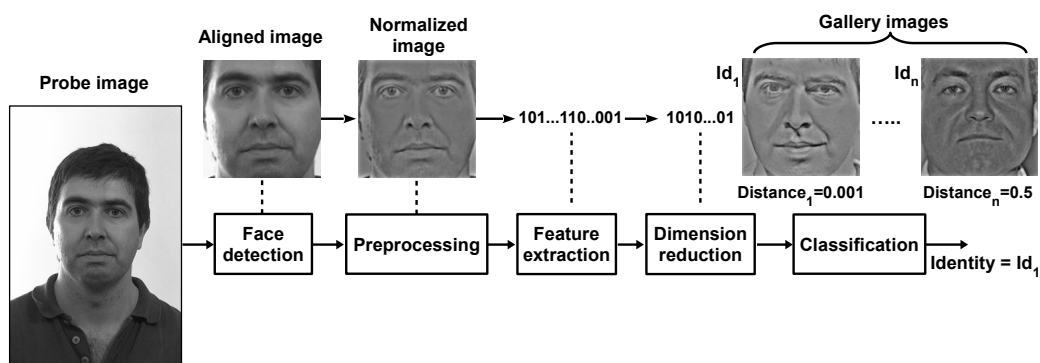 Probe image
Aligned image
Normalized
image
Gallery images
Id1
Idn
101...110..001
1010...01
.....
Distance1=0.001
Distancen=0.5
Face
detection
Preprocessing
Feature
extraction
Dimension
reduction
Classification
Identity = Id1